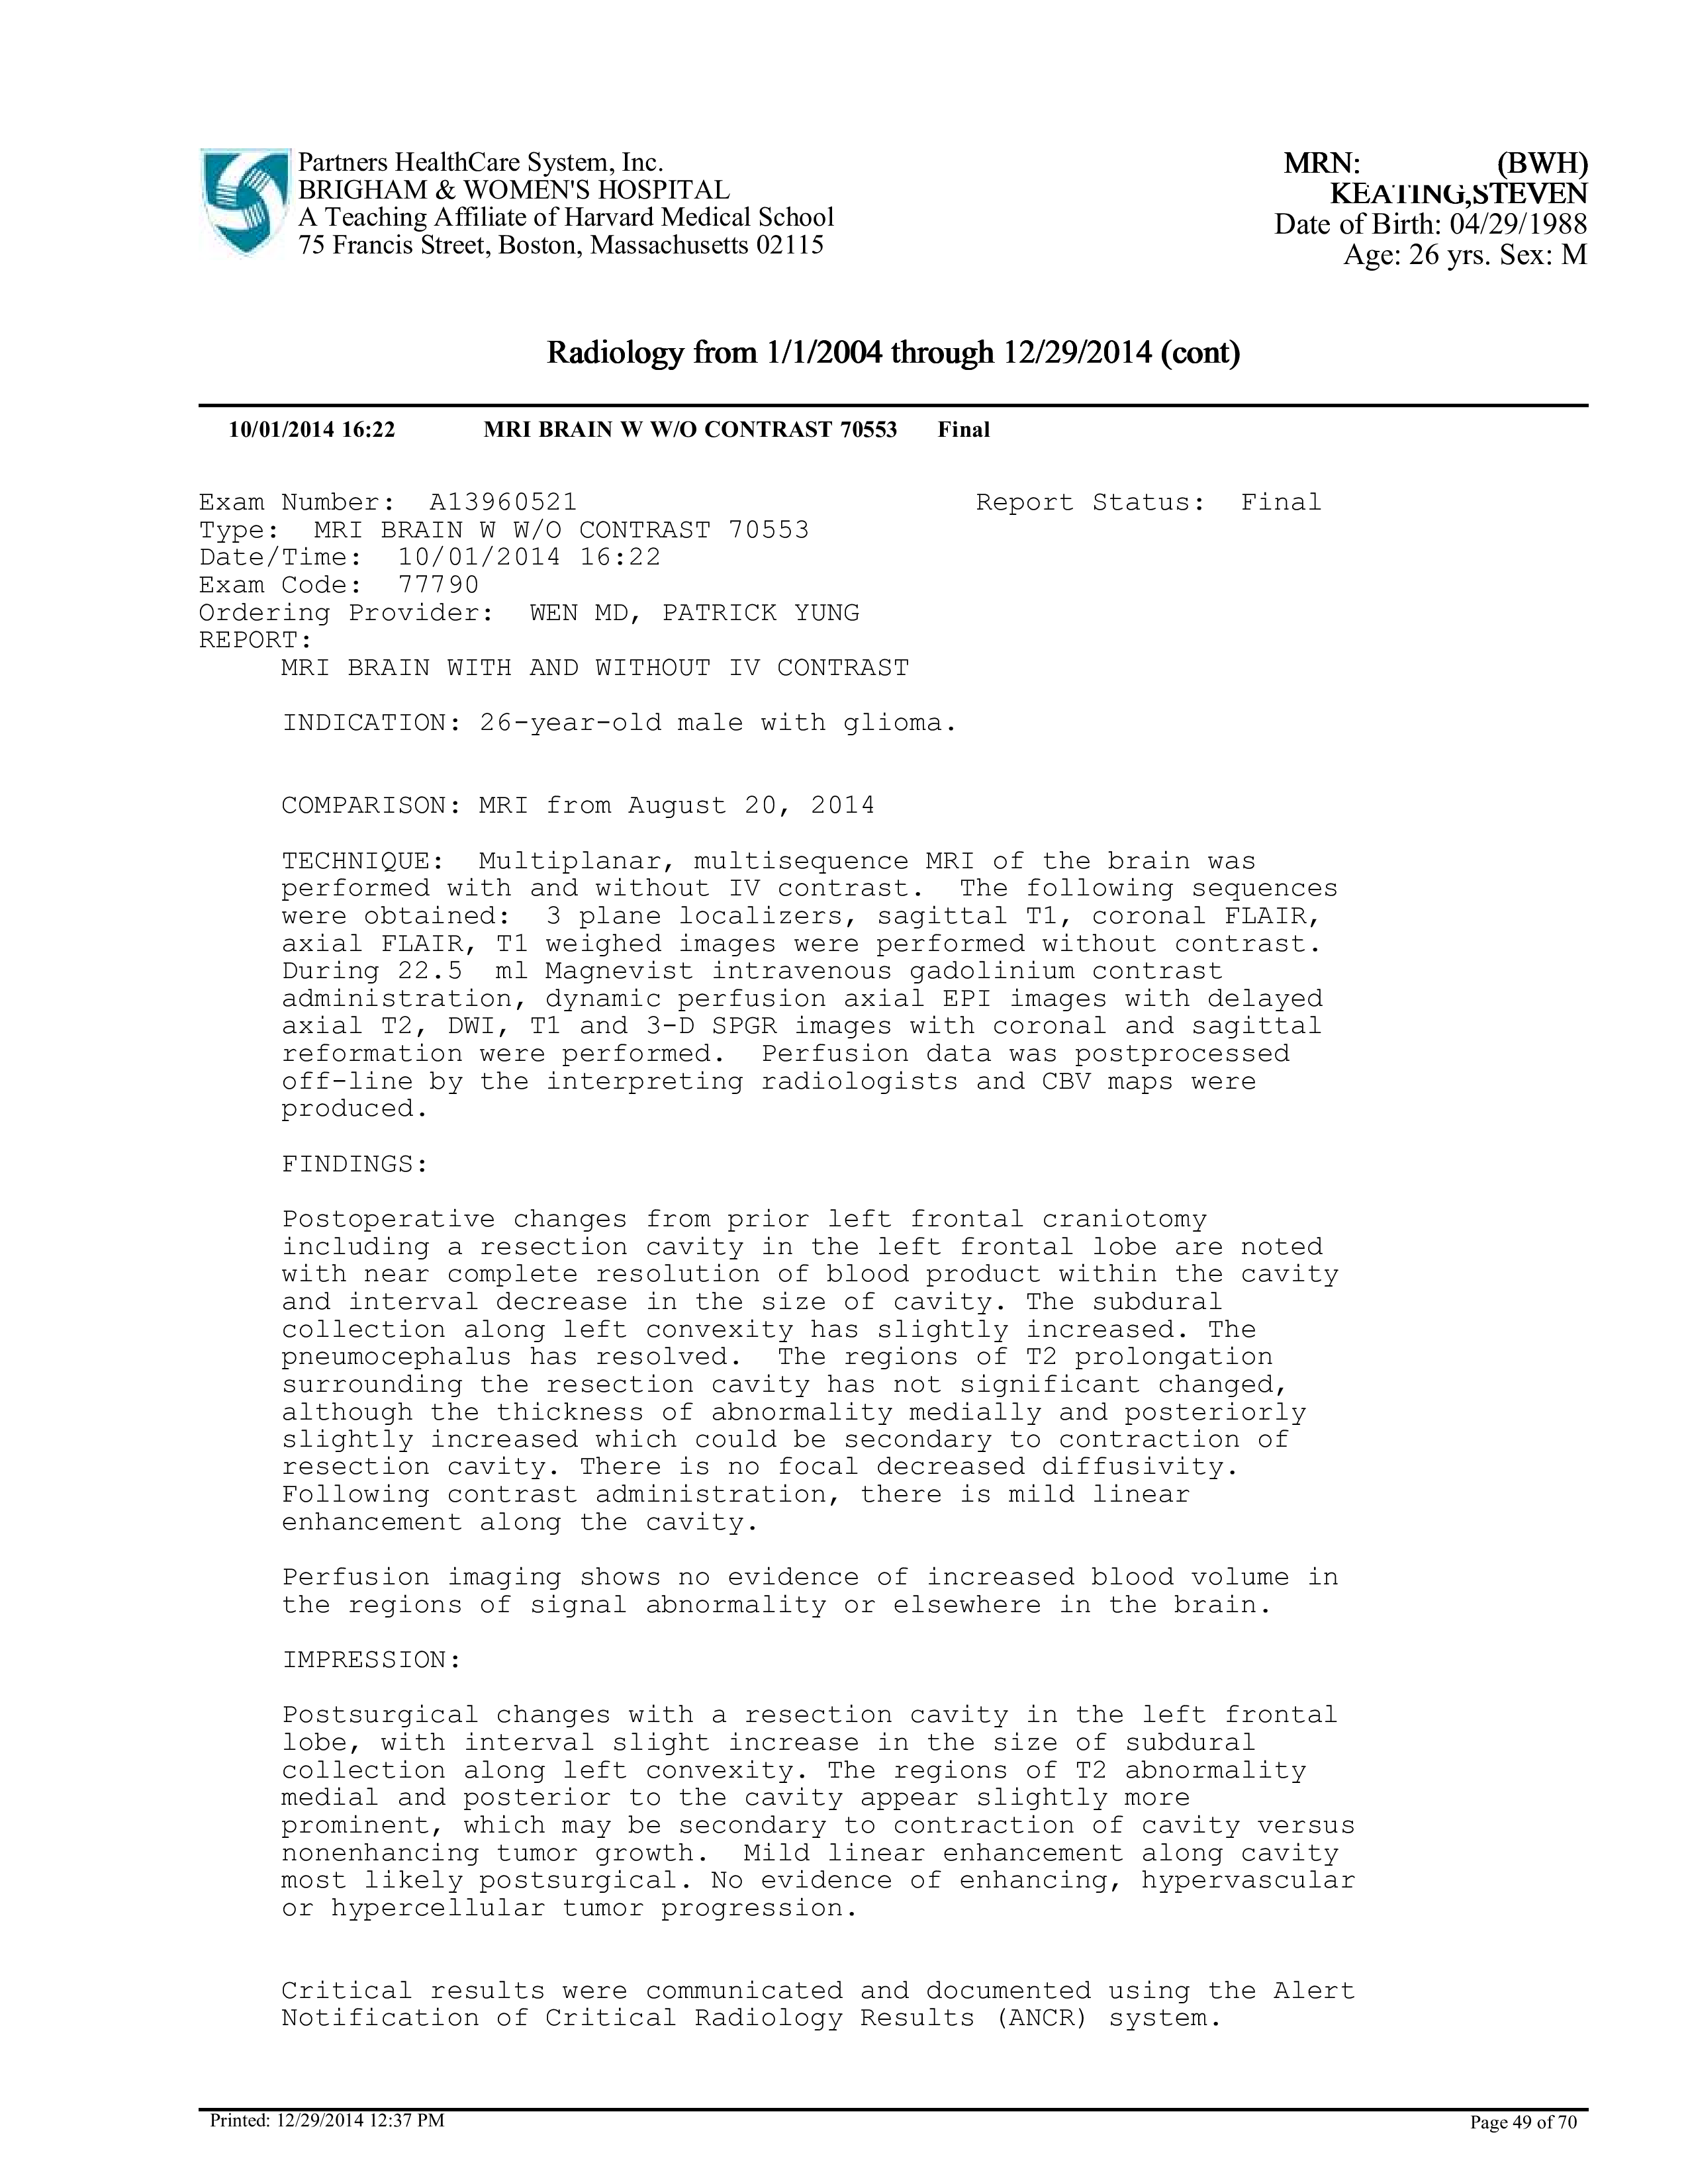 Partners HealthCare System, Inc.
BRIGHAM & WOMEN'S HOSPITAL
A Teaching Affiliate of Harvard Medical School
75 Francis Street, Boston, Massachusetts 02115
MRN: (BWH)
KEATING,STEVEN
Date of Birth: 04/29/1988
Age: 26 yrs. Sex: M
Radiology from 1/1/2004 through 12/29/2014 (cont)
10/01/2014 16:22 MRI BRAIN W W/O CONTRAST 70553 Final
Exam Number: A13960521 Report Status: Final
Type: MRI BRAIN W W/O CONTRAST 70553
Date/Time: 10/01/2014 16:22
Exam Code: 77790
Ordering Provider: WEN MD, PATRICK YUNG
REPORT:
MRI BRAIN WITH AND WITHOUT IV CONTRAST
INDICATION: 26-year-old male with glioma.
COMPARISON: MRI from August 20, 2014
TECHNIQUE: Multiplanar, multisequence MRI of the brain was
performed with and without IV contrast. The following sequences
were obtained: 3 plane localizers, sagittal T1, coronal FLAIR,
axial FLAIR, T1 weighed images were performed without contrast.
During 22.5 ml Magnevist intravenous gadolinium contrast
administration, dynamic perfusion axial EPI images with delayed
axial T2, DWI, T1 and 3-D SPGR images with coronal and sagittal
reformation were performed. Perfusion data was postprocessed
off-line by the interpreting radiologists and CBV maps were
produced.
FINDINGS:
Postoperative changes from prior left frontal craniotomy
including a resection cavity in the left frontal lobe are noted
with near complete resolution of blood product within the cavity
and interval decrease in the size of cavity. The subdural
collection along left convexity has slightly increased. The
pneumocephalus has resolved. The regions of T2 prolongation
surrounding the resection cavity has not significant changed,
although the thickness of abnormality medially and posteriorly
slightly increased which could be secondary to contraction of
resection cavity. There is no focal decreased diffusivity.
Following contrast administration, there is mild linear
enhancement along the cavity.
Perfusion imaging shows no evidence of increased blood volume in
the regions of signal abnormality or elsewhere in the brain.
IMPRESSION:
Postsurgical changes with a resection cavity in the left frontal
lobe, with interval slight increase in the size of subdural
collection along left convexity. The regions of T2 abnormality
medial and posterior to the cavity appear slightly more
prominent, which may be secondary to contraction of cavity versus
nonenhancing tumor growth. Mild linear enhancement along cavity
most likely postsurgical. No evidence of enhancing, hypervascular
or hypercellular tumor progression.
Critical results were communicated and documented using the Alert
Notification of Critical Radiology Results (ANCR) system.
Printed: 12/29/2014 12:37 PM
Page 49 of 70